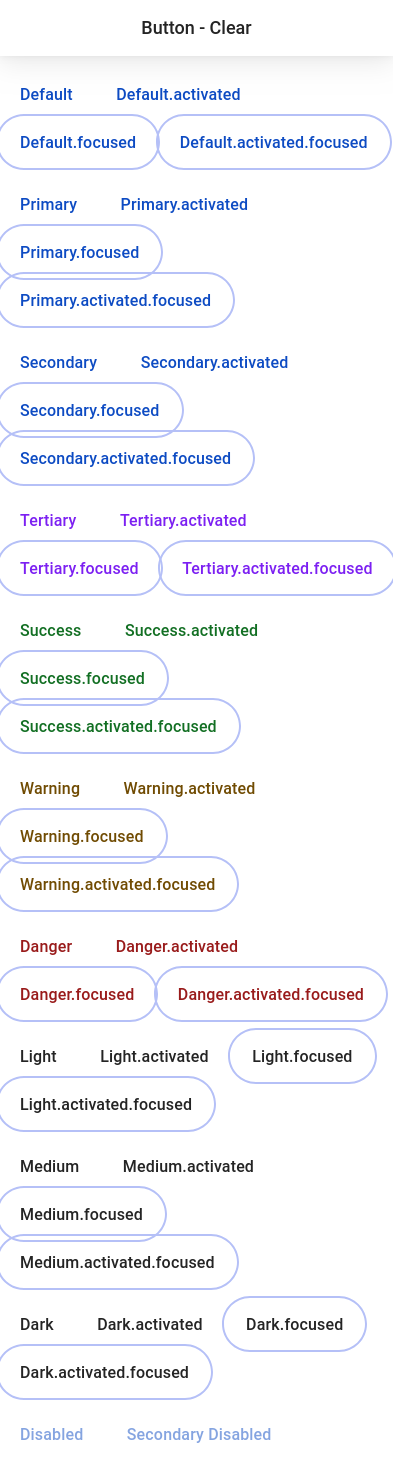 Button - Clear
Default Default.activated
Default.focused Default.activated.focused
Primary Primary.activated
Primary.focused
Primary.activated.focused
Secondary Secondary.activated
Secondary.focused
Secondary.activated.focused
Tertiary Tertiary.activated
Tertiary.focused Tertiary.activated.focused
Success Success.activated
Success.focused
Success.activated.focused
Warning Warning.activated
Warning.focused
Warning.activated.focused
Danger Danger.activated
Danger.focused Danger.activated.focused
Light Light.activated Light.focused
Light.activated.focused
Medium Medium.activated
Medium.focused
Medium.activated.focused
Dark Dark.activated Dark.focused
Dark.activated.focused
Disabled Secondary Disabled